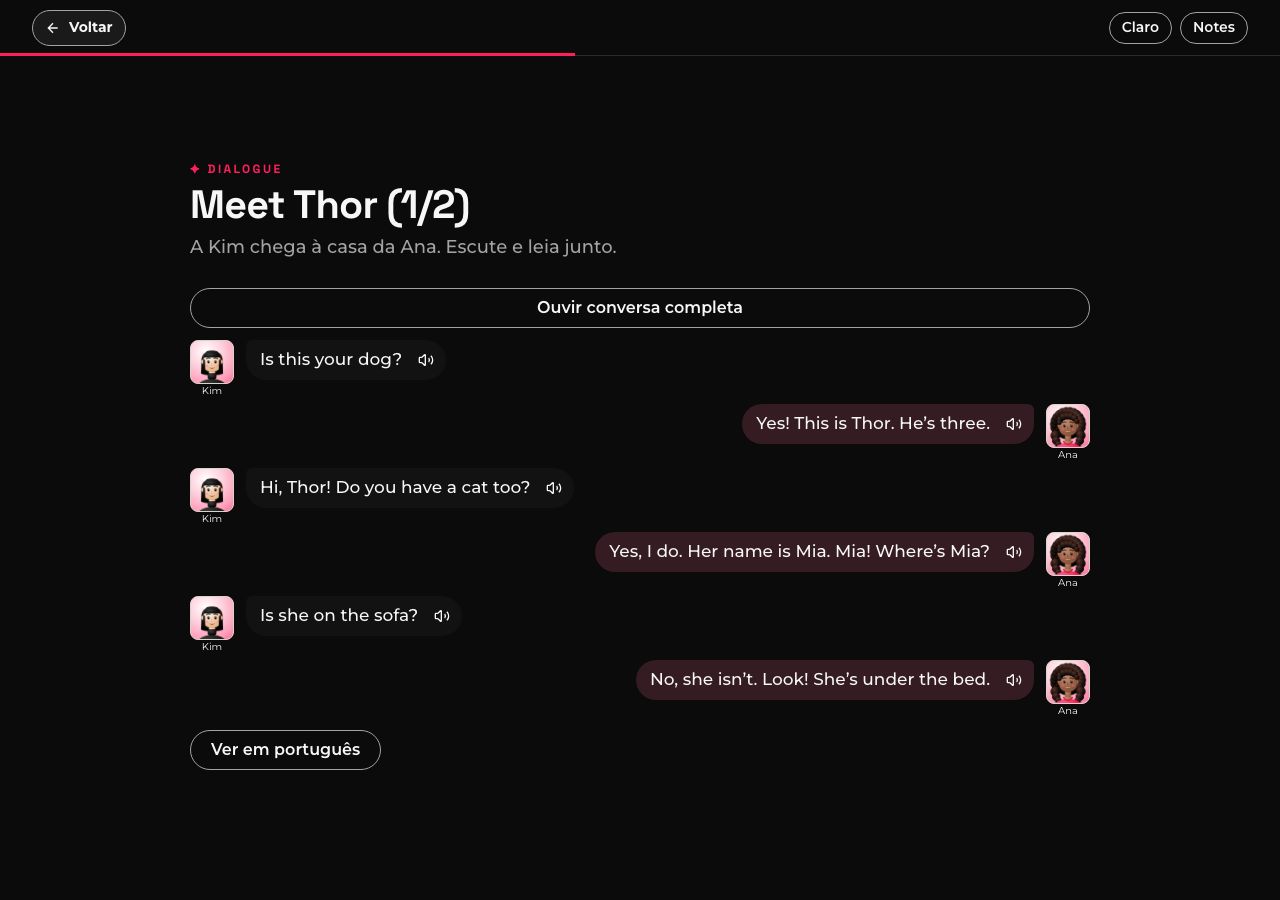 Voltar
Claro
Notes
DIALOGUE
Meet Thor (1/2)
A Kim chega à casa da Ana. Escute e leia junto.
Ouvir conversa completa
Is this your dog?
Kim
Yes! This is Thor. He’s three.
Ana
Hi, Thor! Do you have a cat too?
Kim
Yes, I do. Her name is Mia. Mia! Where’s Mia?
Ana
Is she on the sofa?
Kim
No, she isn’t. Look! She’s under the bed.
Ana
Ver em português